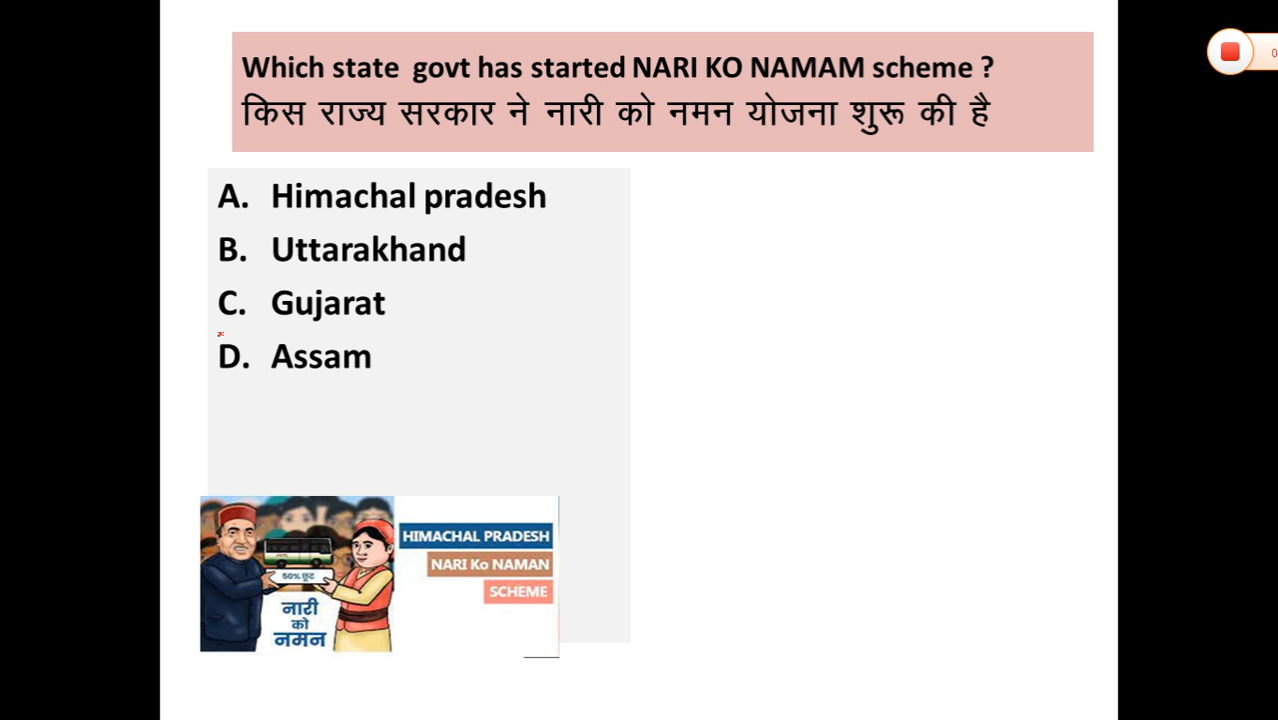 Which state govt has started NARI KO NAMAM scheme ?
किस राज्य सरकार ने नारी को नमन योजना शुरू की है
A. Himachal pradesh
B. Uttarakhand
C. Gujarat
D. Assam
50% छूट
नारी
को
नमन
HIMACHAL PRADESH
NARI Ko NAMAN
SCHEME
0